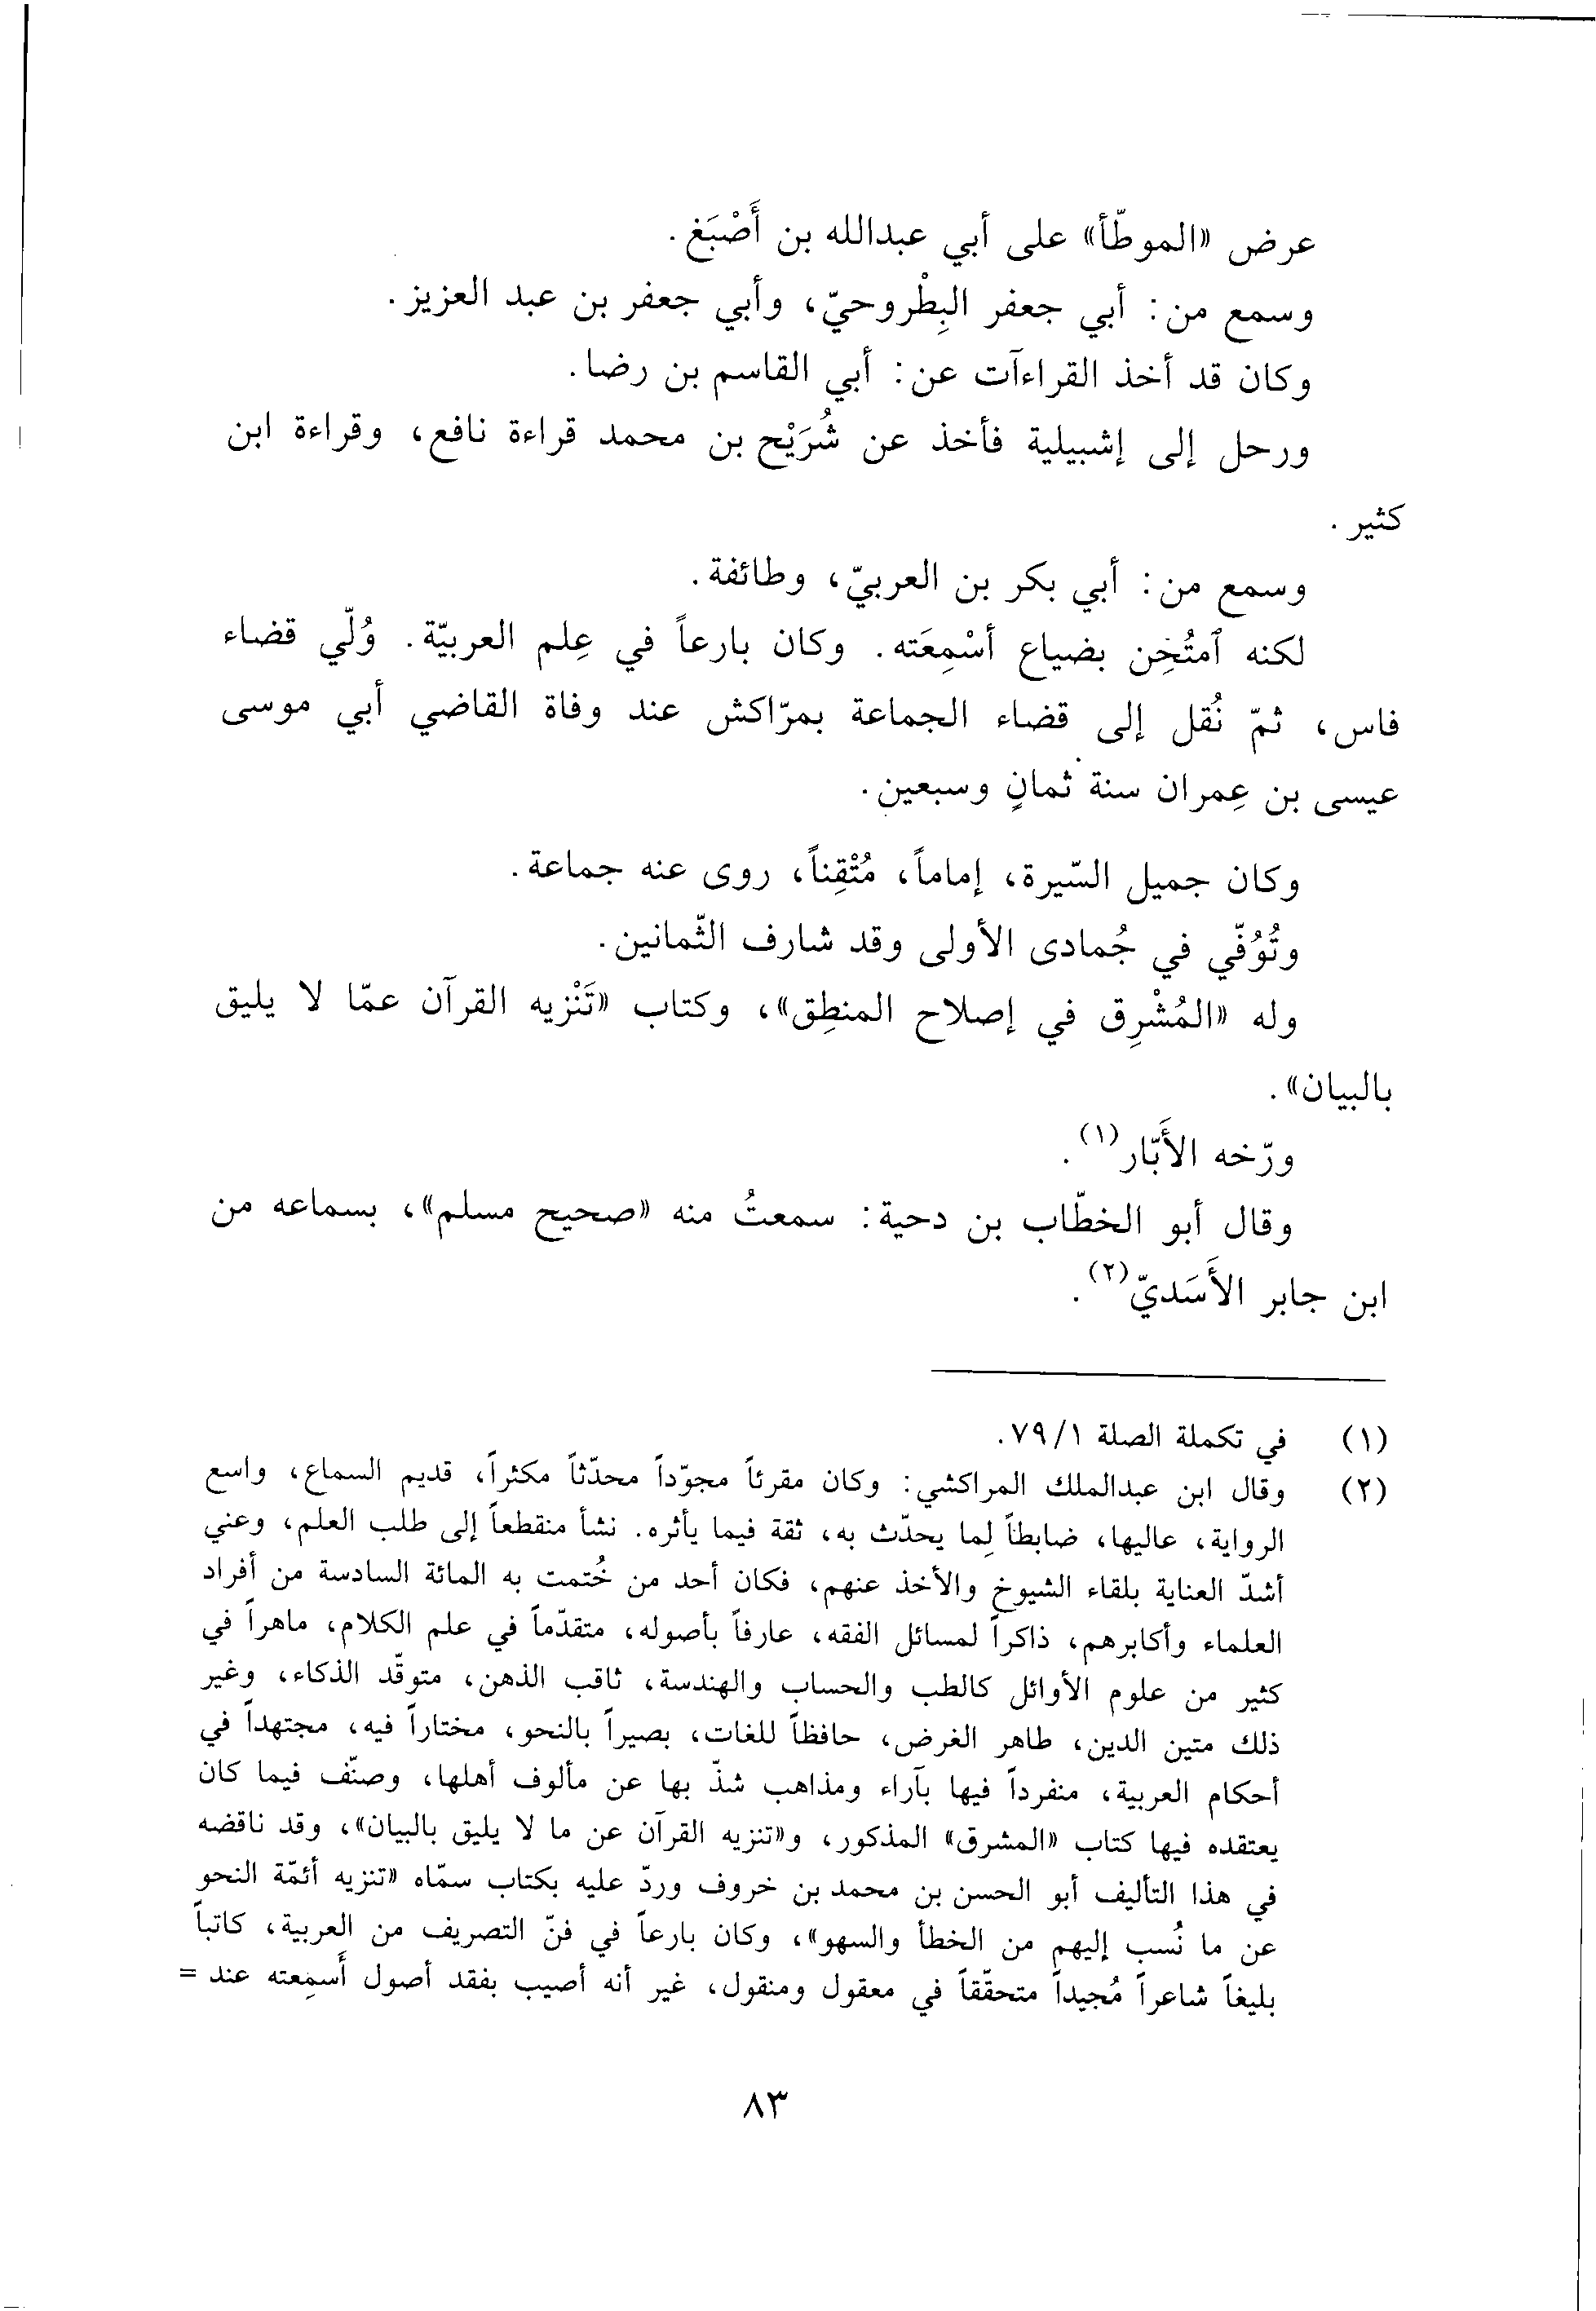 عرض «الموطّأ» على أبي عبدالله بن أَصْبَغ.
وسمع من: أبي جعفر البِطْروحيّ، وأبي جعفر بن عبد العزيز.
وكان قد أخذ القراءآت عن: أبي القاسم بن رضا.
ورحل إلى إشبيلية فأخذ عن شُرَيْح بن محمد قراءة نافع، وقراءة ابن
كثير.
وسمع من: أبي بكر بن العربيّ، وطائفة.
لكنه ٱمتُخِن بضياع أسْمِعَته. وكان بارعاً في عِلم العربيّة. وُلّي قضاء
فاس، ثمّ نُقل إلى قضاء الجماعة بمرّاكش عند وفاة القاضي أبي موسى
عيسى بن عِمران سنة ثمانٍ وسبعين.
وكان جميل السّيرة، إماماً، مُتْقِناً، روى عنه جماعة.
وتُوُفّي في جُمادى الأولى وقد شارف الثّمانين.
وله «المُشْرِق في إصلاح المنطِق»، وكتاب «تَنْزيه القرآن عمّا لا يليق
بالبيان».
ورّخه الأَبّار(١).
وقال أبو الخطّاب بن دحية: سمعتُ منه «صحيح مسلم»، بسماعه من
ابن جابر الأَسَديّ(٢).
(١) في تكملة الصلة ٧٩/١.
(٢) وقال ابن عبدالملك المراكشي: وكان مقرئاً مجوّداً محدّثاً مكثراً، قديم السماع، واسع
الرواية، عاليها، ضابطاً لِما يحدّث به، ثقة فيما يأثره. نشأ منقطعاً إلى طلب العلم، وعني
أشدّ العناية بلقاء الشيوخ والأخذ عنهم، فكان أحد من خُتمت به المائة السادسة من أفراد
العلماء وأكابرهم، ذاكراً لمسائل الفقه، عارفاً بأصوله، متقدّماً في علم الكلام، ماهراً في
كثير من علوم الأوائل كالطب والحساب والهندسة، ثاقب الذهن، متوقّد الذكاء، وغير
ذلك متين الدين، طاهر الغرض، حافظاً للغات، بصيراً بالنحو، مختاراً فيه، مجتهداً في
أحكام العربية، منفرداً فيها بآراء ومذاهب شذّ بها عن مألوف أهلها، وصنّف فيما كان
يعتقده فيها كتاب «المشرق» المذكور، و«تنزيه القرآن عن ما لا يليق بالبيان»، وقد ناقضه
في هذا التأليف أبو الحسن بن محمد بن خروف وردّ عليه بكتاب سمّاه «تنزيه أئمّة النحو
عن ما نُسب إليهم من الخطأ والسهو»، وكان بارعاً في فنّ التصريف من العربية، كاتباً
بليغاً شاعراً مُجيداً متحقّقاً في معقول ومنقول، غير أنه أصيب بفقد أصول أَسمِعته عند =
٨٣